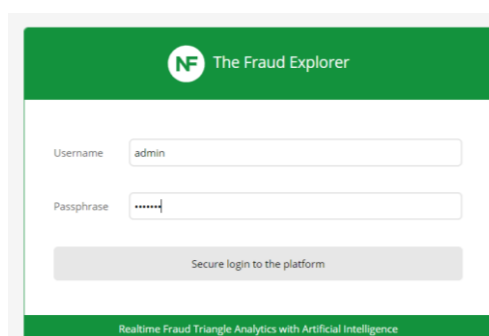 NF The Fraud Explorer
Username admin
Passphrase •••••••
Secure login to the platform
Realtime Fraud Triangle Analytics with Artificial Intelligence